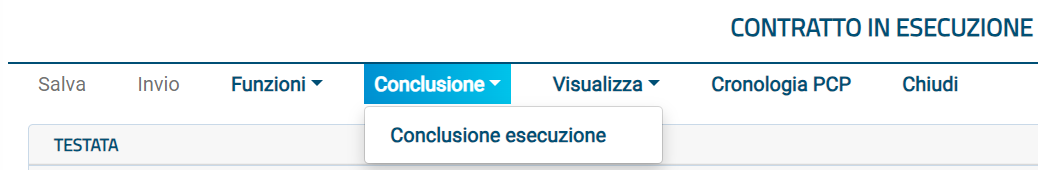 CONTRATTO IN ESECUZIONE
Salva Invio Funzioni Conclusione Visualizza Cronologia PCP Chiudi
Conclusione esecuzione
TESTATA